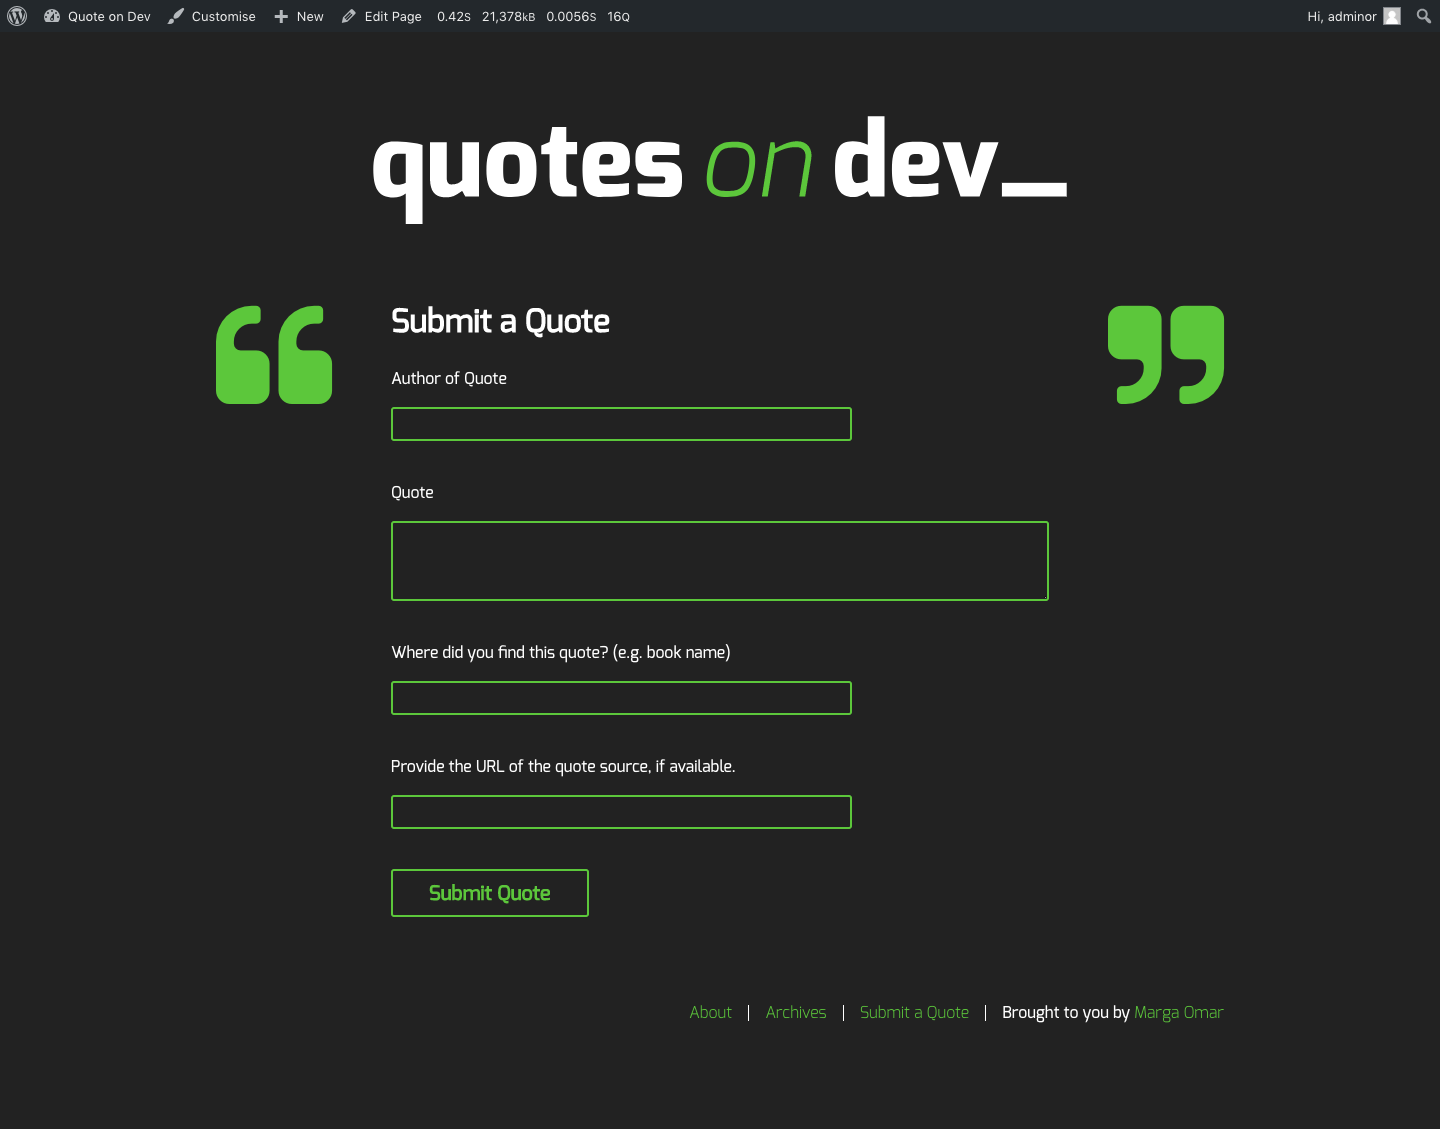 Quote on Dev Customise New Edit Page 0.42S 21,378KB 0.0056S 16Q Hi, adminor
quotes on dev_
Submit a Quote
Author of Quote
Quote
Where did you find this quote? (e.g. book name)
Provide the URL of the quote source, if available.
Submit Quote
About | Archives | Submit a Quote | Brought to you by Marga Omar